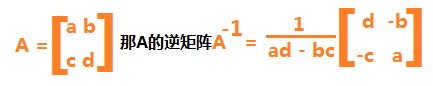 A = [a b c d] 那A的逆矩阵A -1 = 1 / ad - bc [d -b -c a]